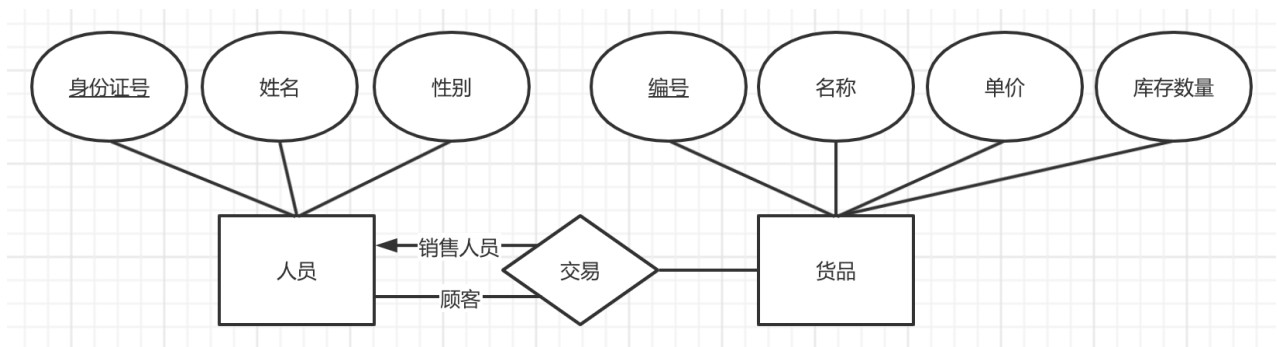 身份证号
姓名
性别
编号
名称
单价
库存数量
销售人员
人员
交易
货品
顾客